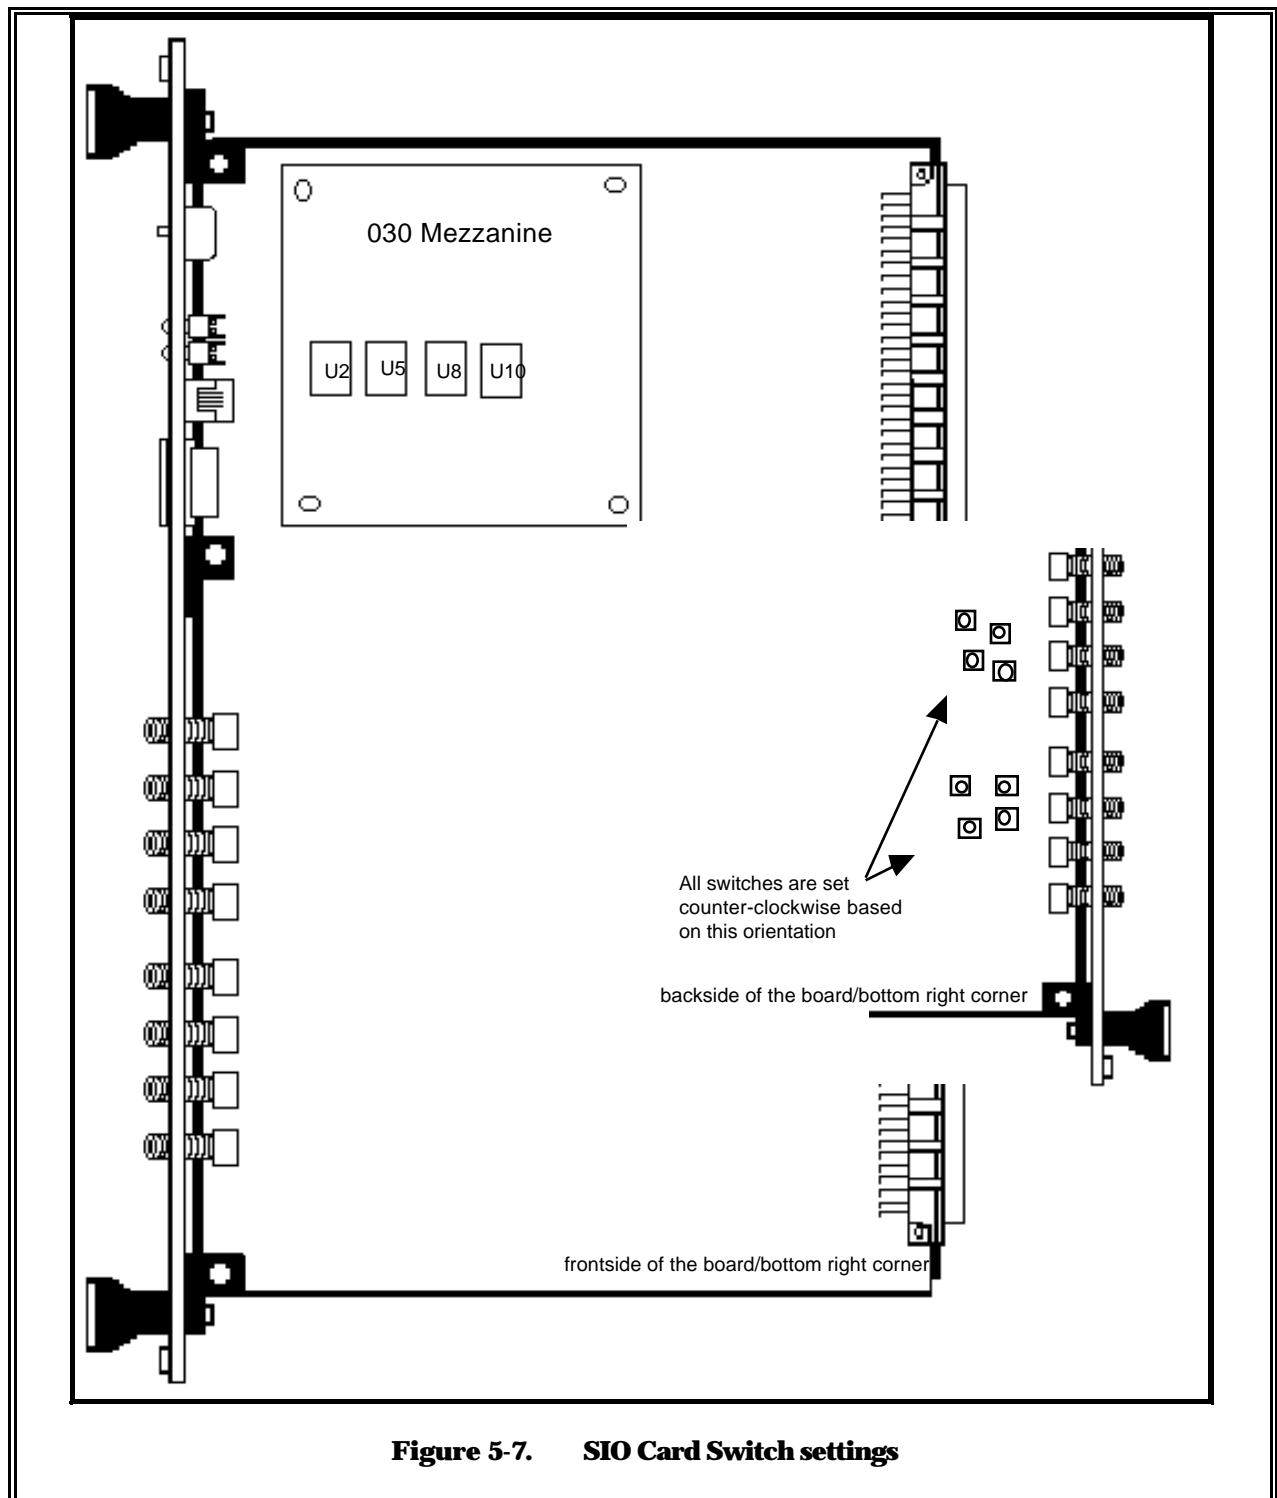 030 Mezzanine
U2 U5 U8 U10
All switches are set
counter-clockwise based
on this orientation
backside of the board/bottom right corner
frontside of the board/bottom right corner
Figure 5-7. SIO Card Switch settings